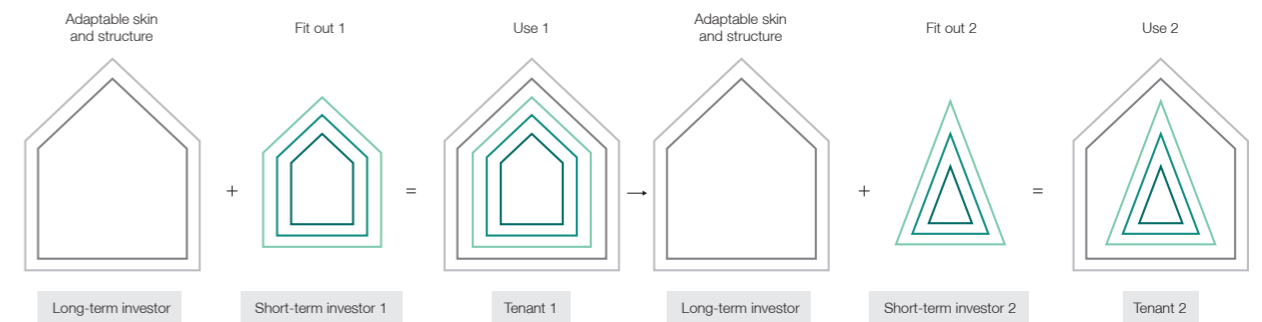 Adaptable skin
and structure
Fit out 1
Use 1
Adaptable skin
and structure
Fit out 2
Use 2
+
=
→
+
=
Long-term investor
Short-term investor 1
Tenant 1
Long-term investor
Short-term investor 2
Tenant 2